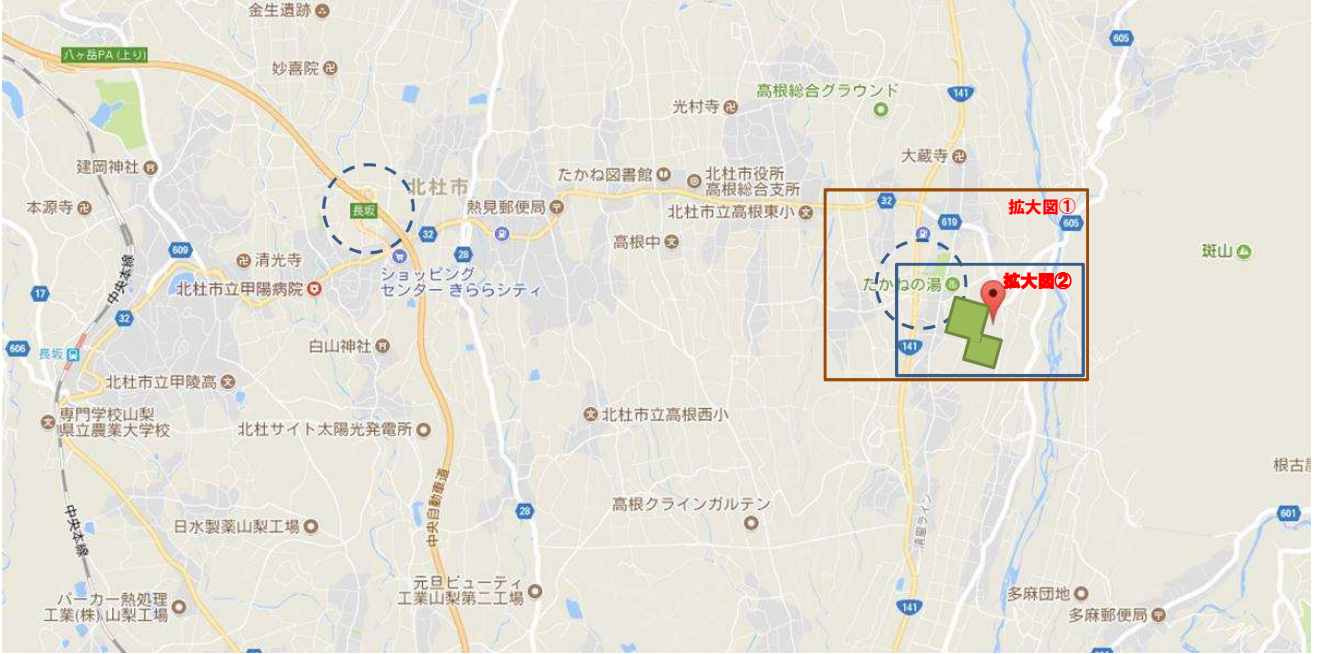 金生遺跡
八ヶ岳PA(上り)
妙喜院
605
高根総合グラウンド
141
光村寺
大蔵寺
建岡神社
北杜市
たかね図書館
北杜市役所
高根総合支所
32
拡大図①
本源寺
長坂
熱見郵便局
北杜市立高根東小
619
605
32
609
清光寺
28
高根中
斑山
ショッピング
センター きららシティ
中央本線
北杜市立甲陽病院
たかねの湯
拡大図②
17
32
606
長坂
白山神社
141
北杜市立甲陵高
専門学校山梨
県立農業大学校
北杜サイト太陽光発電所
北杜市立高根西小
根古屋
中央自動車道
高根クラインガルテン
28
601
日水製薬山梨工場
中央本線
清里ライン
元旦ビューティ
工業山梨第二工場
多麻団地
パーカー熱処理
工業(株)山梨工場
141
多麻郵便局